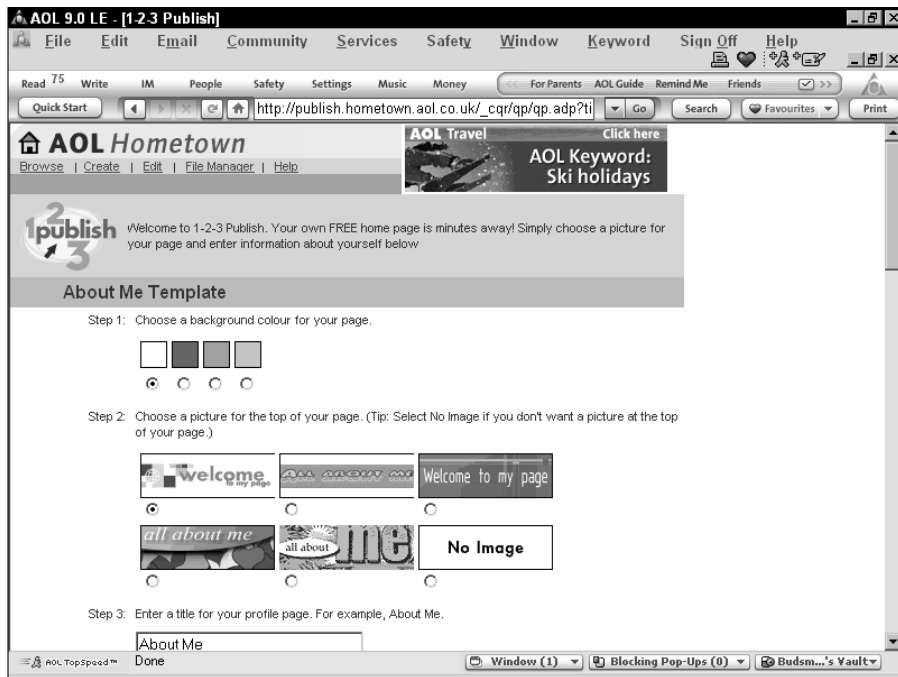 AOL 9.0 LE - [1-2-3 Publish]
File Edit Email Community Services Safety Window Keyword Sign Off Help
Read 75 Write IM People Safety Settings Music Money << For Parents AOL Guide Remind Me Friends >>
Quick Start http://publish.hometown.aol.co.uk/_cqr/qp/qp.adp?ti Go Search Favourites Print
AOL Hometown
Browse | Create | Edit | File Manager | Help
AOL Travel Click here
AOL Keyword:
Ski holidays
1 2 3 publish
Welcome to 1-2-3 Publish. Your own FREE home page is minutes away! Simply choose a picture for
your page and enter information about yourself below
About Me Template
Step 1: Choose a background colour for your page.
Step 2: Choose a picture for the top of your page. (Tip: Select No Image if you don't want a picture at the top
of your page.)
welcome to my page ALL ABOUT ME Welcome to my page
all about me all about me No Image
Step 3: Enter a title for your profile page. For example, About Me.
About Me
AOL TopSpeed™ Done Window (1) Blocking Pop-Ups (0) Budsm...'s Vault